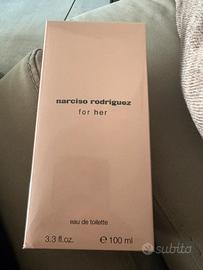 narciso rodriguez
for her
eau de toilette
3.3 fl.oz. e 100 ml
subito